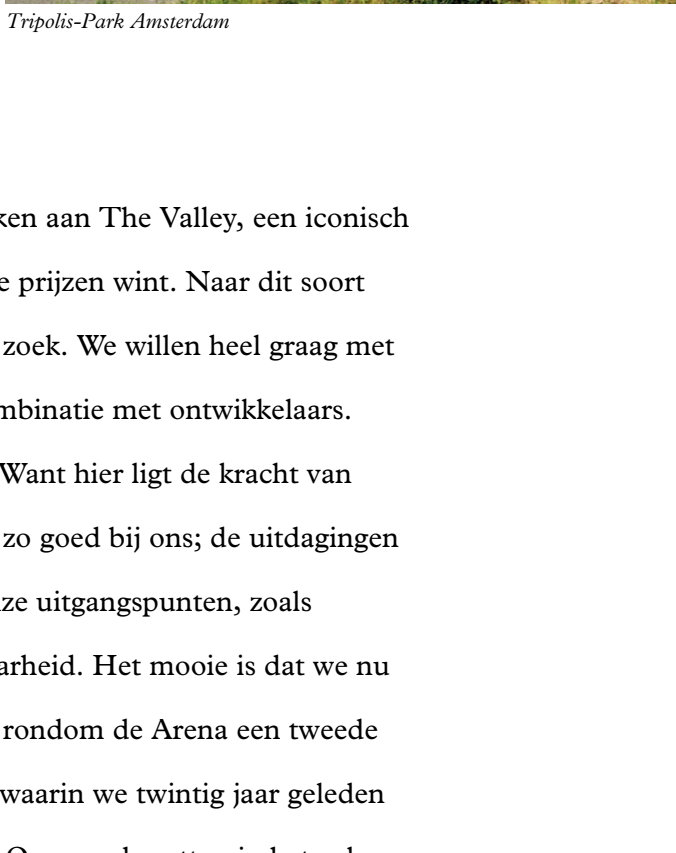 Tripolis-Park Amsterdam
ken aan The Valley, een iconisch
e prijzen wint. Naar dit soort
zoek. We willen heel graag met
mbinatie met ontwikkelaars.
Want hier ligt de kracht van
zo goed bij ons; de uitdagingen
ze uitgangspunten, zoals
arheid. Het mooie is dat we nu
rondom de Arena een tweede
waarin we twintig jaar geleden